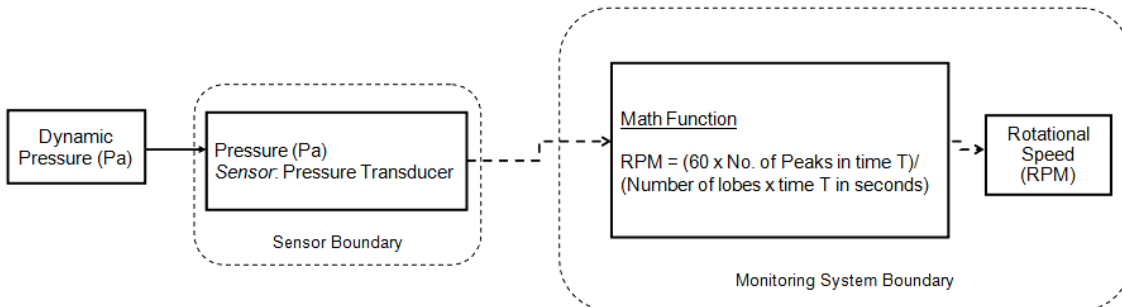 Dynamic
Pressure (Pa)
Pressure (Pa)
Sensor: Pressure Transducer
Sensor Boundary
Math Function
RPM = (60 x No. of Peaks in time T)/
(Number of lobes x time T in seconds)
Rotational
Speed
(RPM)
Monitoring System Boundary